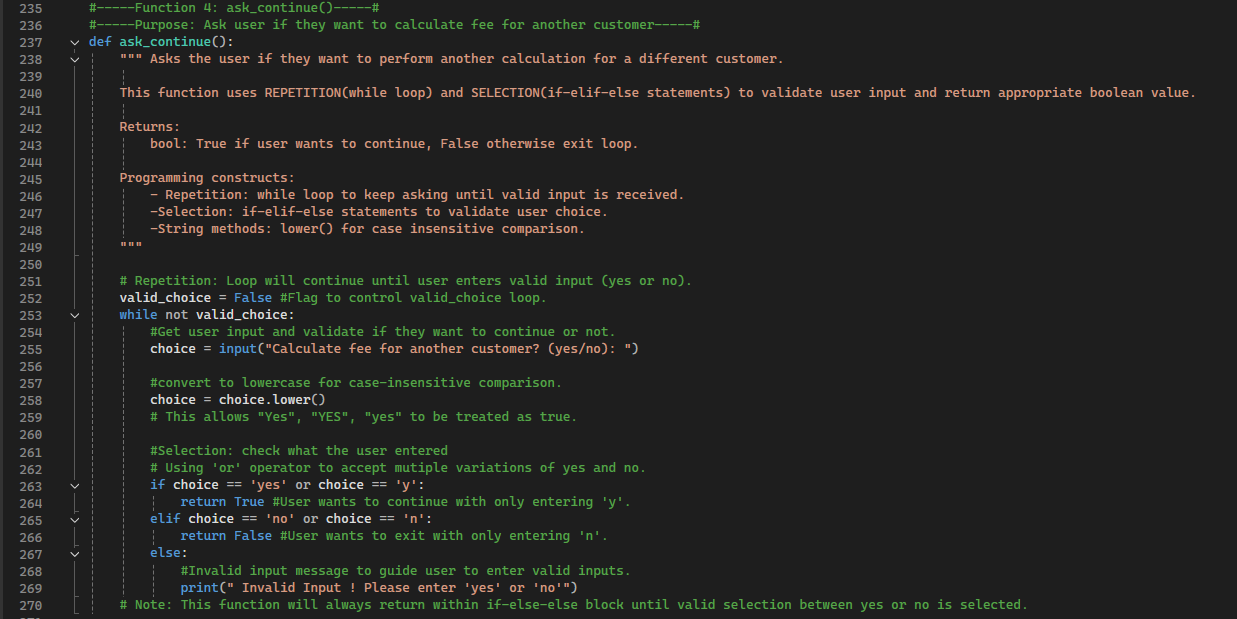 235 #-----Function 4: ask_continue()-----#
236 #-----Purpose: Ask user if they want to calculate fee for another customer-----#
237 def ask_continue():
238 """ Asks the user if they want to perform another calculation for a different customer.
239
240 This function uses REPETITION(while loop) and SELECTION(if-elif-else statements) to validate user input and return appropriate boolean value.
241
242 Returns:
243 bool: True if user wants to continue, False otherwise exit loop.
244
245 Programming constructs:
246 - Repetition: while loop to keep asking until valid input is received.
247 -Selection: if-elif-else statements to validate user choice.
248 -String methods: lower() for case insensitive comparison.
249 """
250
251 # Repetition: Loop will continue until user enters valid input (yes or no).
252 valid_choice = False #Flag to control valid_choice loop.
253 while not valid_choice:
254 #Get user input and validate if they want to continue or not.
255 choice = input("Calculate fee for another customer? (yes/no): ")
256
257 #convert to lowercase for case-insensitive comparison.
258 choice = choice.lower()
259 # This allows "Yes", "YES", "yes" to be treated as true.
260
261 #Selection: check what the user entered
262 # Using 'or' operator to accept mutiple variations of yes and no.
263 if choice == 'yes' or choice == 'y':
264 return True #User wants to continue with only entering 'y'.
265 elif choice == 'no' or choice == 'n':
266 return False #User wants to exit with only entering 'n'.
267 else:
268 #Invalid input message to guide user to enter valid inputs.
269 print(" Invalid Input ! Please enter 'yes' or 'no'")
270 # Note: This function will always return within if-else-else block until valid selection between yes or no is selected.